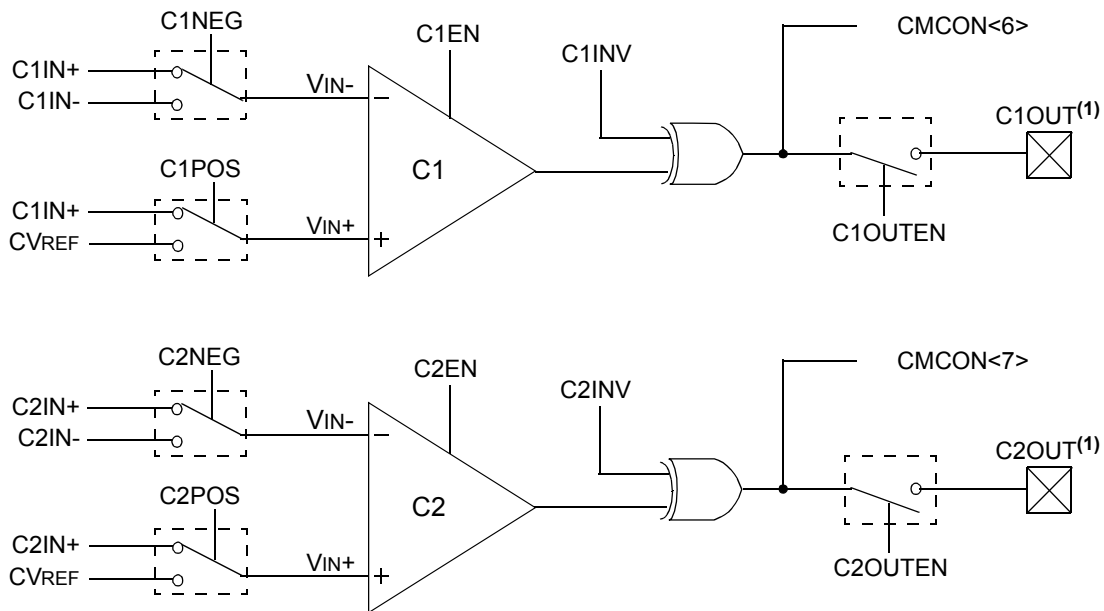 C1NEG
C1EN
CMCON<6>
C1IN+
C1IN-
C1INV
VIN-
−
C1OUT(1)
C1
C1POS
C1IN+
CVREF
VIN+
+
C1OUTEN
C2NEG
C2EN
CMCON<7>
C2IN+
C2IN-
C2INV
VIN-
−
C2OUT(1)
C2
C2POS
C2IN+
CVREF
VIN+
+
C2OUTEN